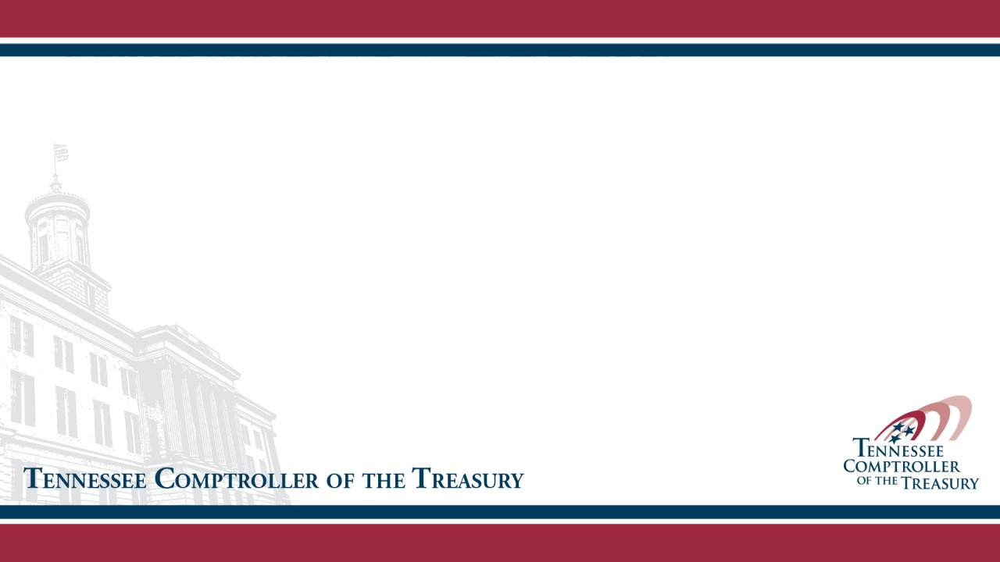 Tennessee Comptroller of the Treasury
Tennessee
Comptroller
of the Treasury